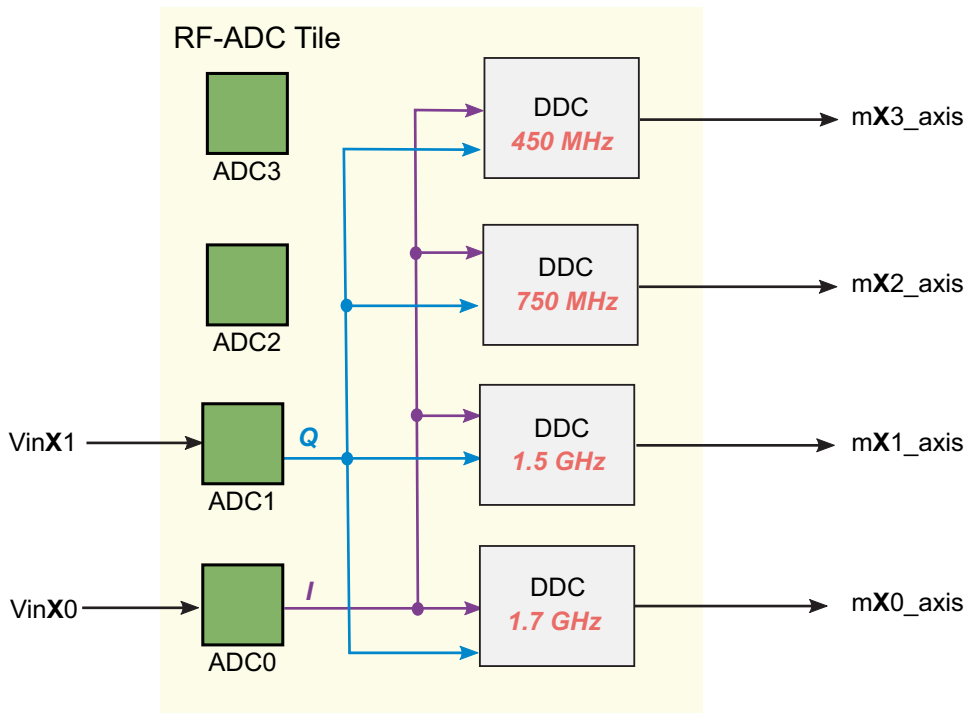 RF-ADC Tile
ADC3
DDC
450 MHz
mX3_axis
ADC2
DDC
750 MHz
mX2_axis
VinX1
ADC1
Q
DDC
1.5 GHz
mX1_axis
VinX0
ADC0
I
DDC
1.7 GHz
mX0_axis